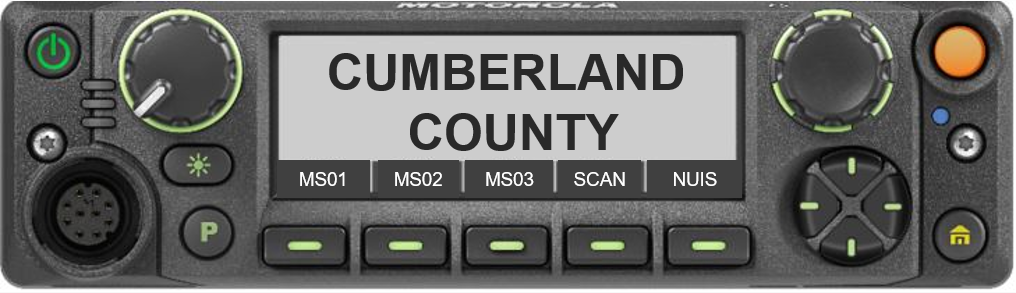 MOTOROLA
CUMBERLAND
COUNTY
MS01 MS02 MS03 SCAN NUIS
P